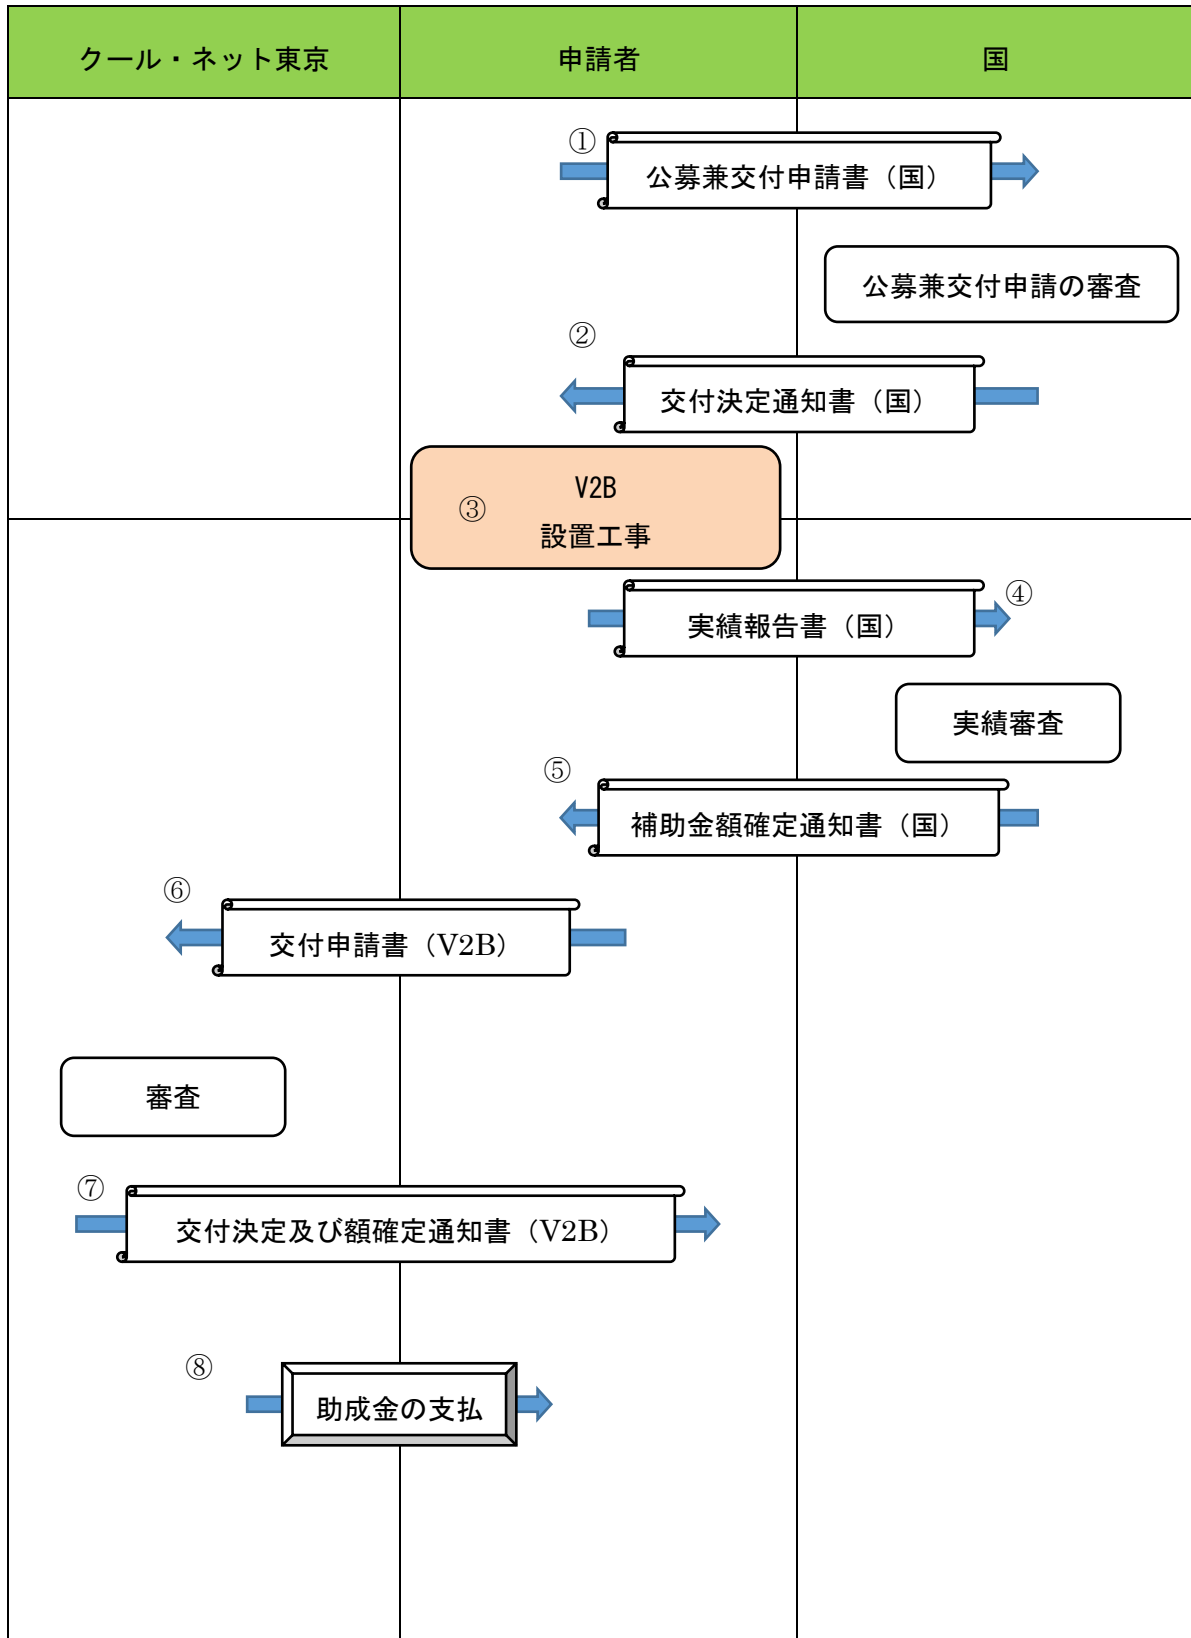 クール・ネット東京
申請者
国
①
公募兼交付申請書（国）
公募兼交付申請の審査
②
交付決定通知書（国）
③
V2B
設置工事
④
実績報告書（国）
実績審査
⑤
補助金額確定通知書（国）
⑥
交付申請書（V2B）
審査
⑦
交付決定及び額確定通知書（V2B）
⑧
助成金の支払